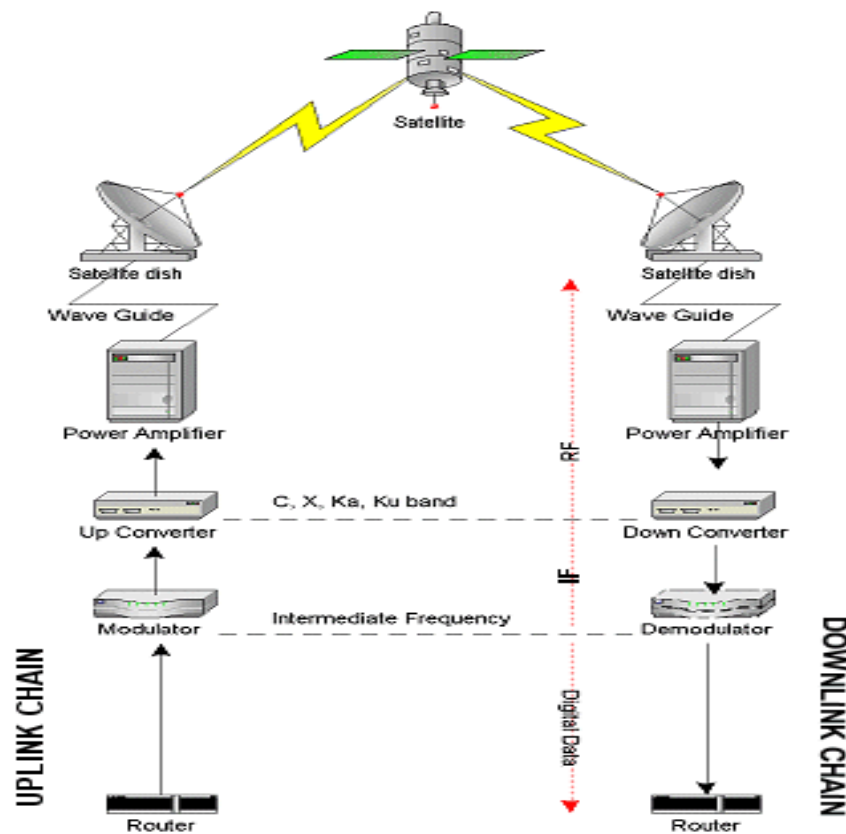 Satellite
Satellite dish
Satellite dish
Wave Guide
Wave Guide
Power Amplifier
Power Amplifier
RF
C, X, Ka, Ku band
Up Converter
Down Converter
IF
Intermediate Frequency
Modulator
Demodulator
UPLINK CHAIN
DOWNLINK CHAIN
Digital Data
Router
Router